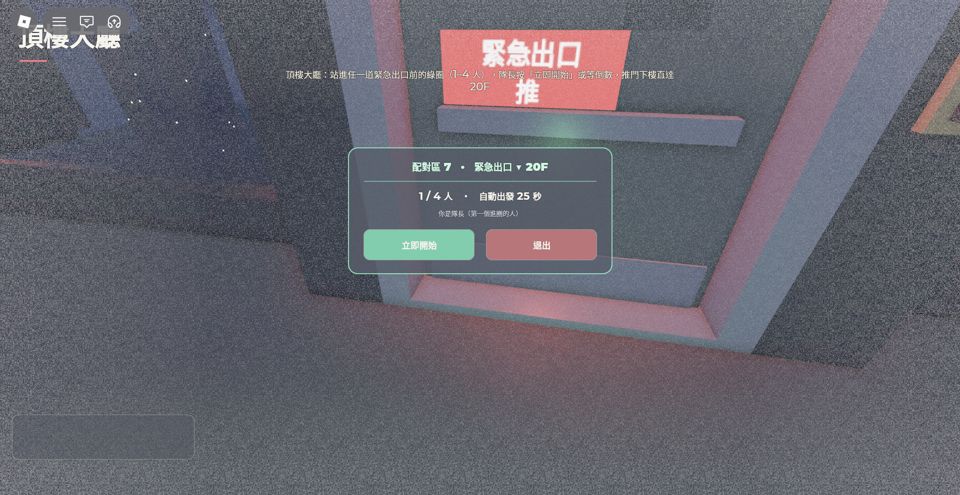 頂樓大廳
緊急出口
推
頂樓大廳：站進任一道緊急出口前的綠圈（1–4 人），隊長按「立即開始」或等倒數，推門下樓直達
20F
配對區 7 • 緊急出口 ▼ 20F
1 / 4 人 • 自動出發 25 秒
你是隊長（第一個進圈的人）
立即開始
退出